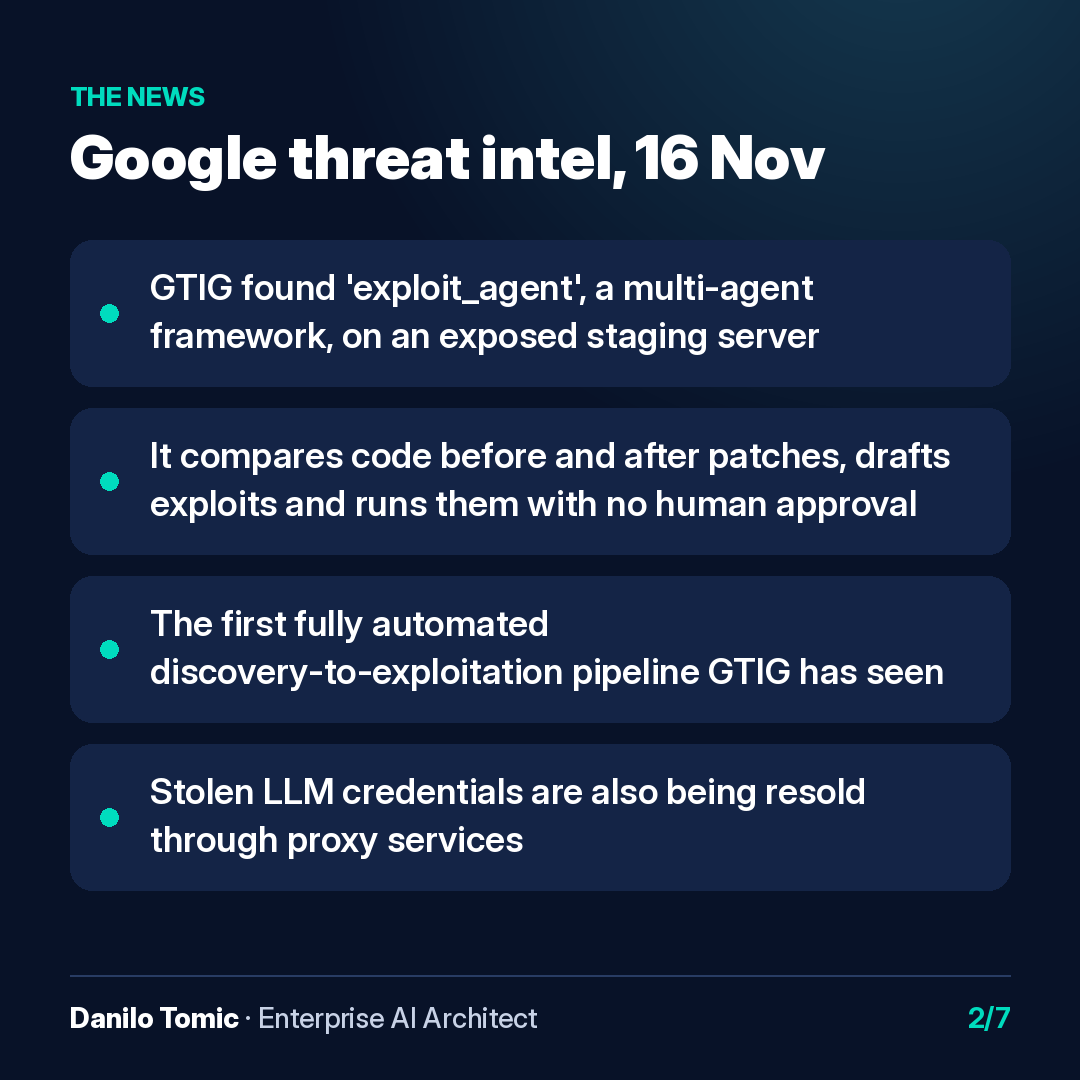 THE NEWS
Google threat intel, 16 Nov
GTIG found 'exploit_agent', a multi-agent
framework, on an exposed staging server
It compares code before and after patches, drafts
exploits and runs them with no human approval
The first fully automated
discovery-to-exploitation pipeline GTIG has seen
Stolen LLM credentials are also being resold
through proxy services
Danilo Tomic · Enterprise AI Architect
2/7